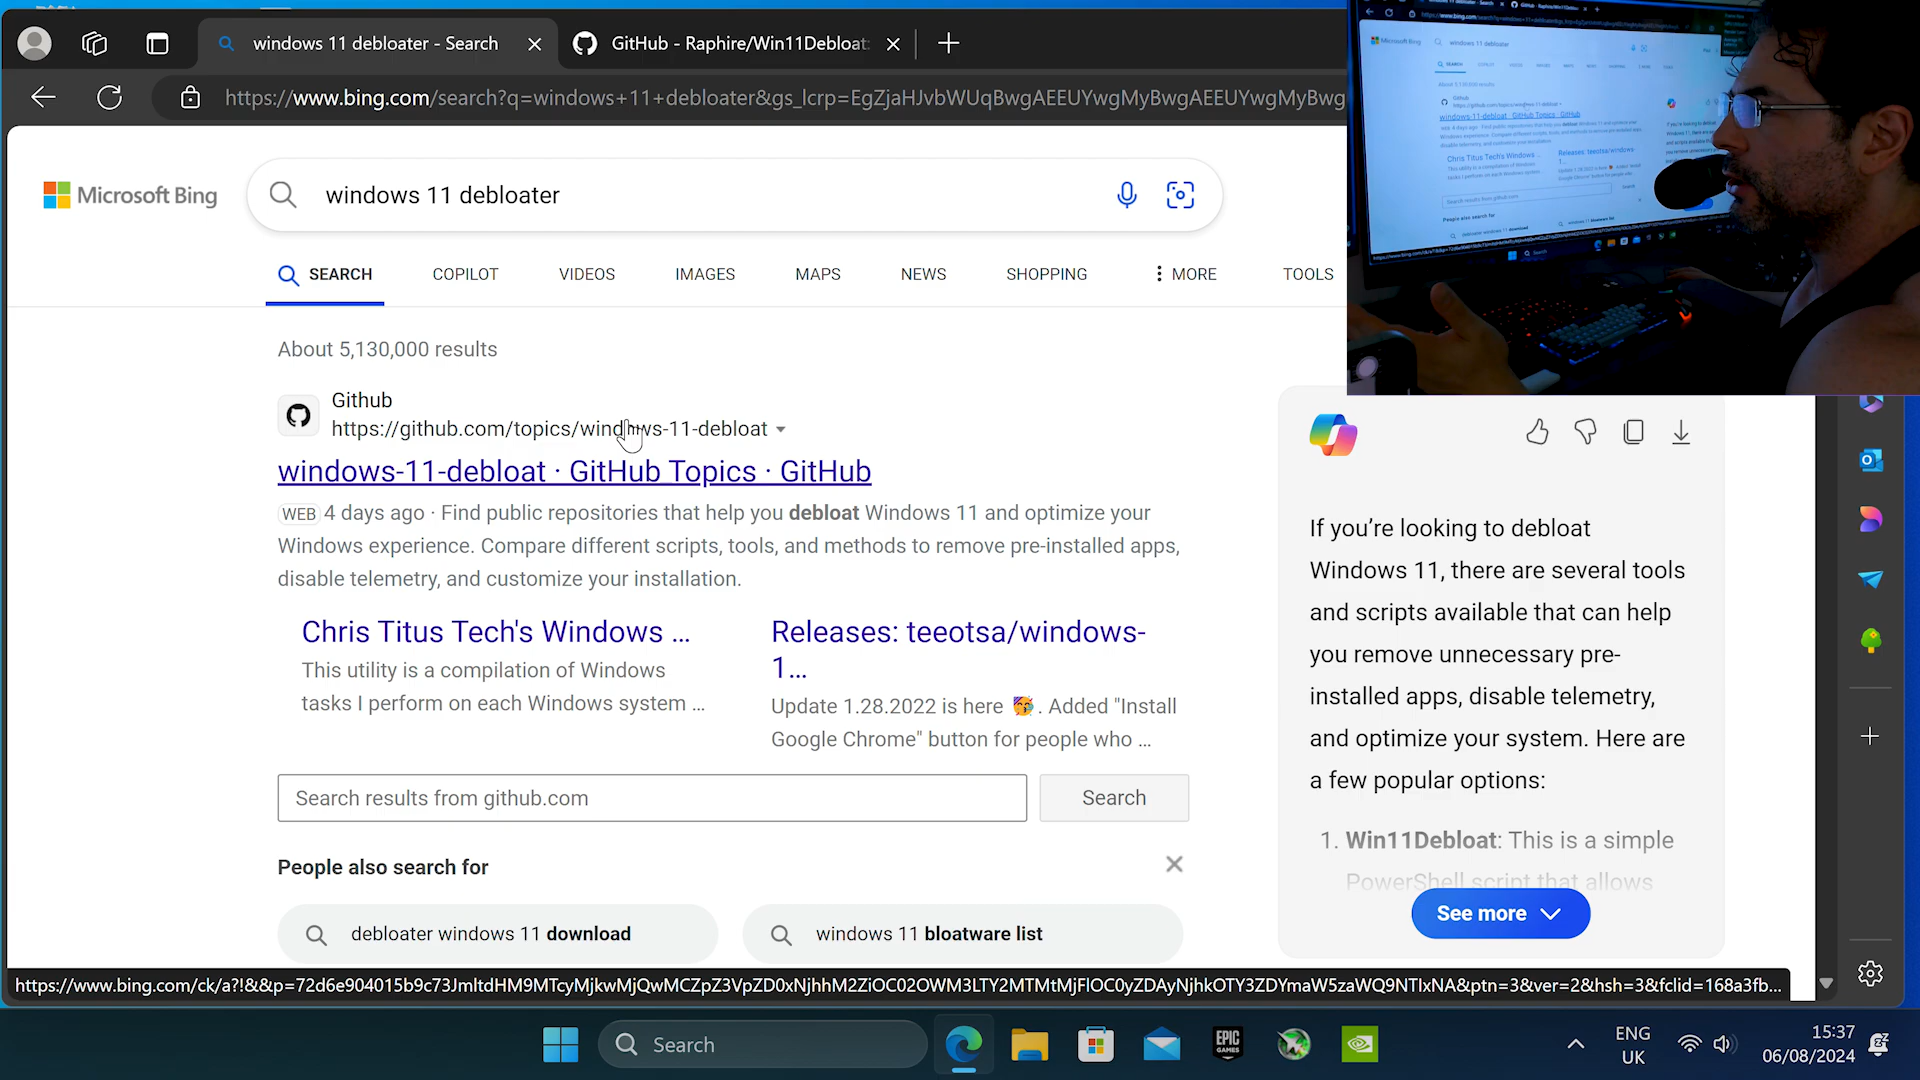 windows 11 debloater - Search
GitHub - Raphire/Win11Debloat:
https://www.bing.com/search?q=windows+11+debloater&gs_lcrp=EgZjaHJvbWUqBwgAEEUYwgMyBwgAEEUYwgMyBwg
Microsoft Bing
windows 11 debloater
SEARCH
COPILOT
VIDEOS
IMAGES
MAPS
NEWS
SHOPPING
MORE
TOOLS
About 5,130,000 results
Github
https://github.com/topics/windows-11-debloat
windows-11-debloat · GitHub Topics · GitHub
WEB 4 days ago · Find public repositories that help you debloat Windows 11 and optimize your
Windows experience. Compare different scripts, tools, and methods to remove pre-installed apps,
disable telemetry, and customize your installation.
Chris Titus Tech's Windows ...
This utility is a compilation of Windows
tasks I perform on each Windows system ...
Releases: teeotsa/windows-
1...
Update 1.28.2022 is here 🥳. Added "Install
Google Chrome" button for people who ...
Search results from github.com
Search
People also search for
debloater windows 11 download
windows 11 bloatware list
If you're looking to debloat
Windows 11, there are several tools
and scripts available that can help
you remove unnecessary pre-
installed apps, disable telemetry,
and optimize your system. Here are
a few popular options:
1. Win11Debloat: This is a simple
PowerShell script that allows
See more
https://www.bing.com/ck/a?!&&p=72d6e904015b9c73JmltdHM9MTcyMjkwMjQwMCZpZ3VpZD0xNjhhM2ZiOC02OWM3LTY2MTMtMjFlOC0yZDAyNjhkOTY3ZDYmaW5zaWQ9NTIxNA&ptn=3&ver=2&hsh=3&fclid=168a3fb...
Search
EPIC
GAMES
ENG
UK
15:37
06/08/2024